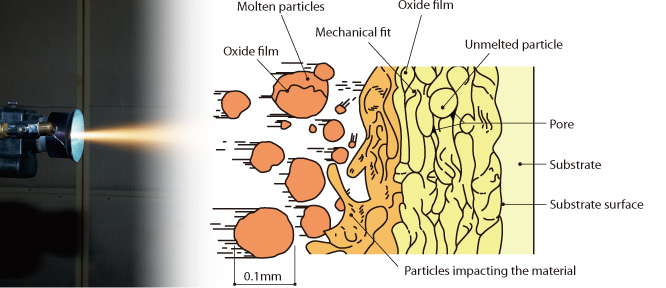 Molten particles
Oxide film
Mechanical fit
Oxide film
Unmelted particle
Pore
Substrate
Substrate surface
Particles impacting the material
0.1mm